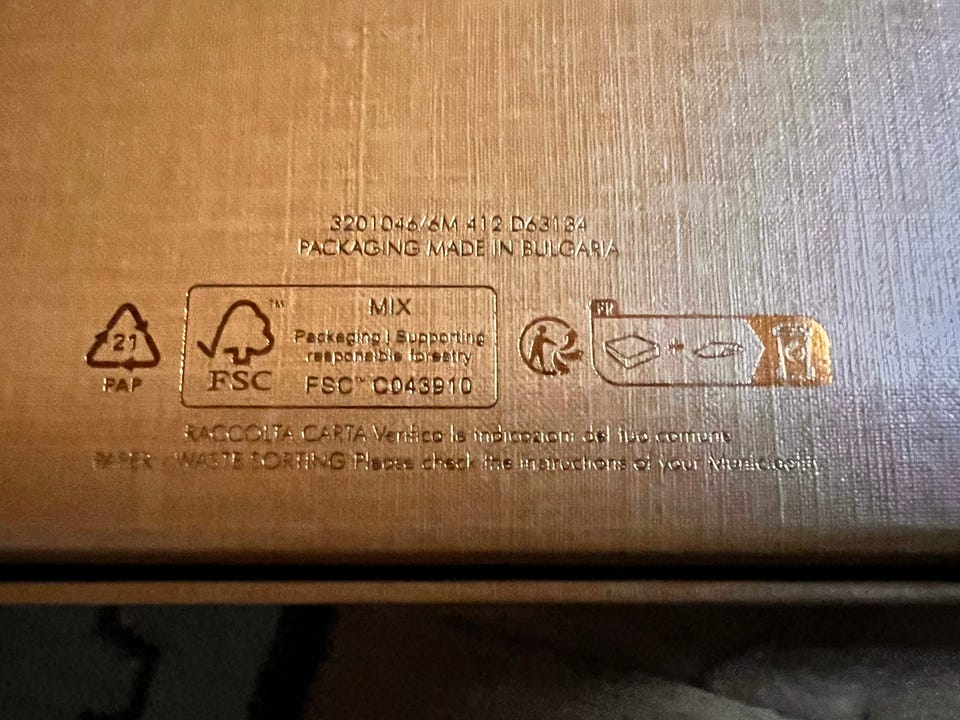 3201046/6M 412 D63134
PACKAGING MADE IN BULGARIA
21
PAP
FSC™
MIX
Packaging | Supporting
responsible forestry
FSC™ C043910
FR
RACCOLTA CARTA Verifica le indicazioni del tuo comune
PAPER - WASTE SORTING Please check the instructions of your Municipality